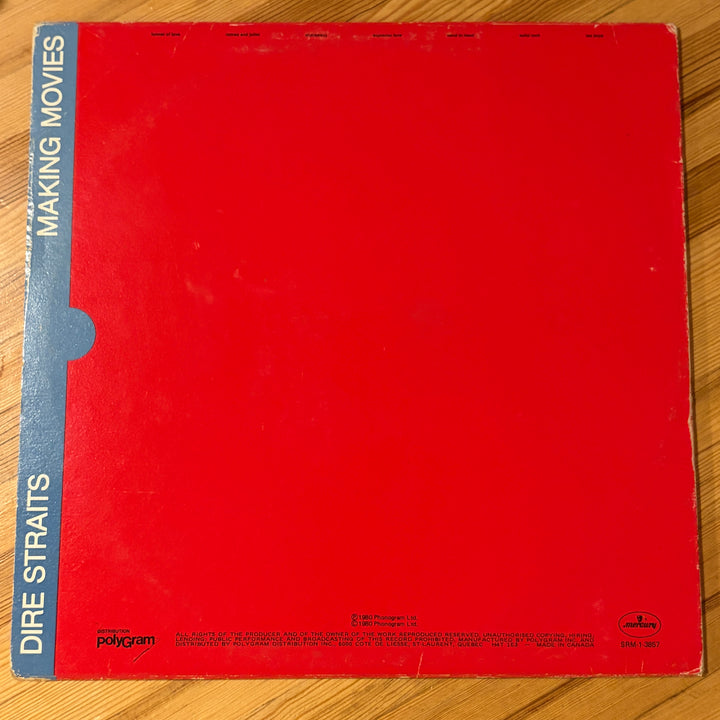 tunnel of love romeo and juliet skateaway expresso love hand in hand solid rock les boys
MAKING MOVIES
DIRE STRAITS
Ⓟ1980 Phonogram Ltd.
Ⓒ1980 Phonogram Ltd.
DISTRIBUTION
polyGram
ALL RIGHTS OF THE PRODUCER AND OF THE OWNER OF THE WORK REPRODUCED RESERVED. UNAUTHORISED COPYING, HIRING,
LENDING, PUBLIC PERFORMANCE AND BROADCASTING OF THIS RECORD PROHIBITED. MANUFACTURED BY POLYGRAM INC. AND
DISTRIBUTED BY POLYGRAM DISTRIBUTION INC. 6000 COTE DE LIESSE, ST-LAURENT, QUEBEC H4T 1E3 - MADE IN CANADA
mercury
SRM-1-3857